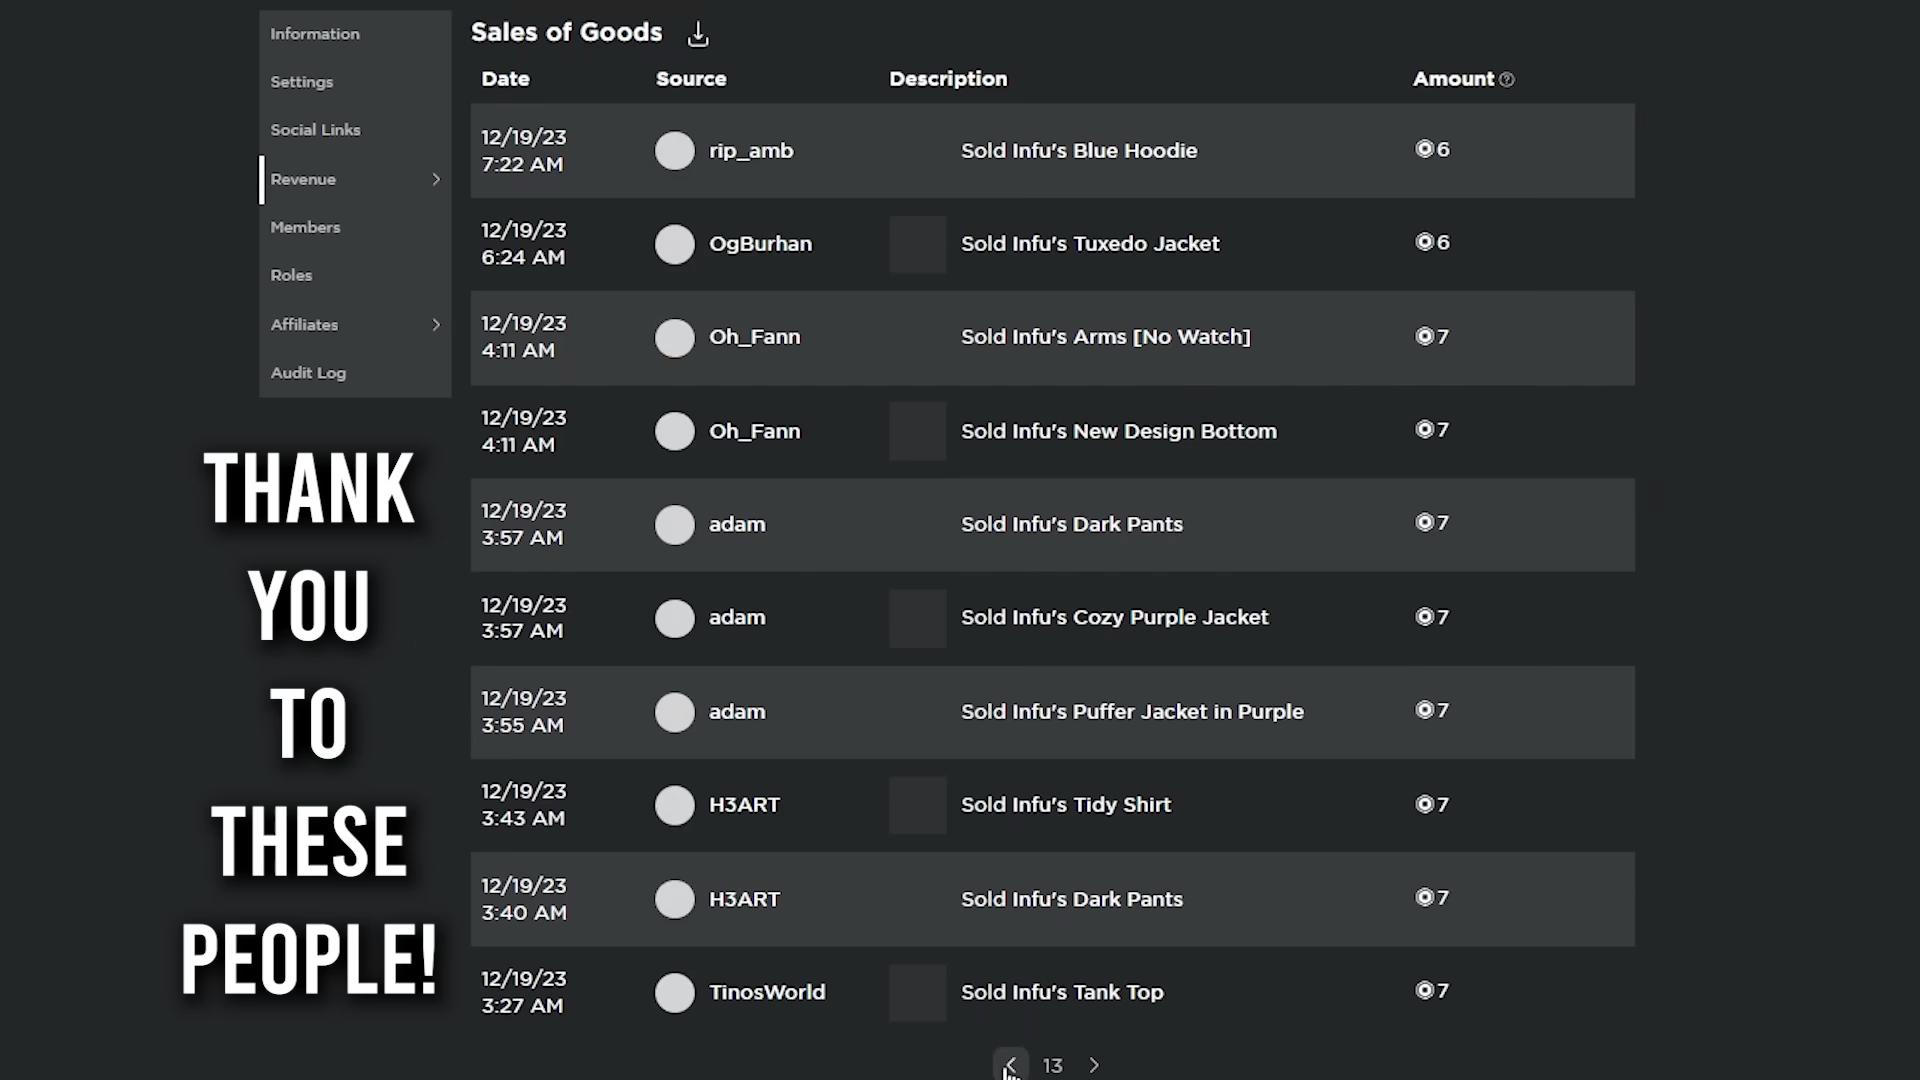 Information
Settings
Social Links
Revenue
Members
Roles
Affiliates
Audit Log
THANK
YOU
TO
THESE
PEOPLE!
Sales of Goods
Date Source Description Amount
12/19/23
7:22 AM
rip_amb Sold Infu's Blue Hoodie 6
12/19/23
6:24 AM
OgBurhan Sold Infu's Tuxedo Jacket 6
12/19/23
4:11 AM
Oh_Fann Sold Infu's Arms [No Watch] 7
12/19/23
4:11 AM
Oh_Fann Sold Infu's New Design Bottom 7
12/19/23
3:57 AM
adam Sold Infu's Dark Pants 7
12/19/23
3:57 AM
adam Sold Infu's Cozy Purple Jacket 7
12/19/23
3:55 AM
adam Sold Infu's Puffer Jacket in Purple 7
12/19/23
3:43 AM
H3ART Sold Infu's Tidy Shirt 7
12/19/23
3:40 AM
H3ART Sold Infu's Dark Pants 7
12/19/23
3:27 AM
TinosWorld Sold Infu's Tank Top 7
13